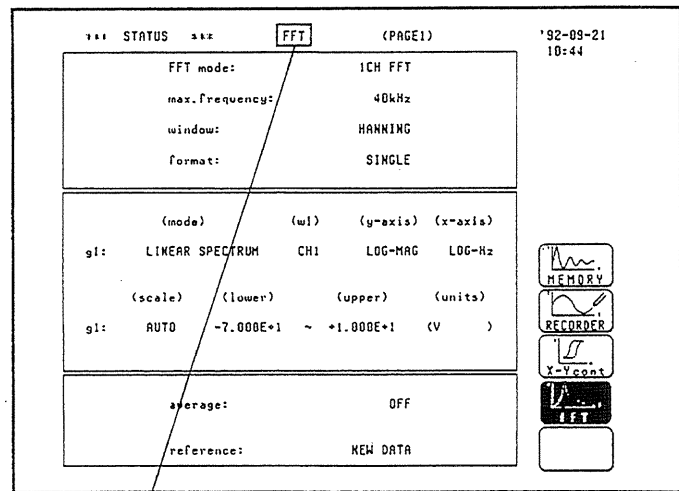 *** STATUS *** FFT (PAGE1) '92-09-21
10:44
FFT mode: 1CH FFT
max.frequency: 40kHz
window: HANNING
format: SINGLE
(mode) (w1) (y-axis) (x-axis)
g1: LINEAR SPECTRUM CH1 LOG-MAG LOG-Hz
(scale) (lower) (upper) (units)
g1: AUTO -7.000E+1 ~ +1.000E+1 (V )
average: OFF
reference: NEW DATA
MEMORY
RECORDER
X-Ycont
FFT